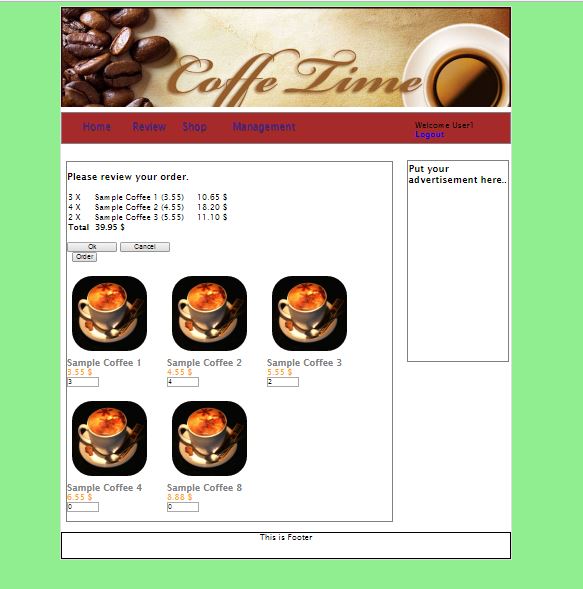 Coffe Time
Home Review Shop Management
Welcome User1
Logout
Please review your order.
3 X Sample Coffee 1 (3.55) 10.65 $
4 X Sample Coffee 2 (4.55) 18.20 $
2 X Sample Coffee 3 (5.55) 11.10 $
Total 39.95 $
Ok Cancel
Order
Sample Coffee 1 Sample Coffee 2 Sample Coffee 3
3.55 $ 4.55 $ 5.55 $
3 4 2
Sample Coffee 4 Sample Coffee 8
6.55 $ 8.88 $
0 0
Put your
advertisement here..
This is Footer